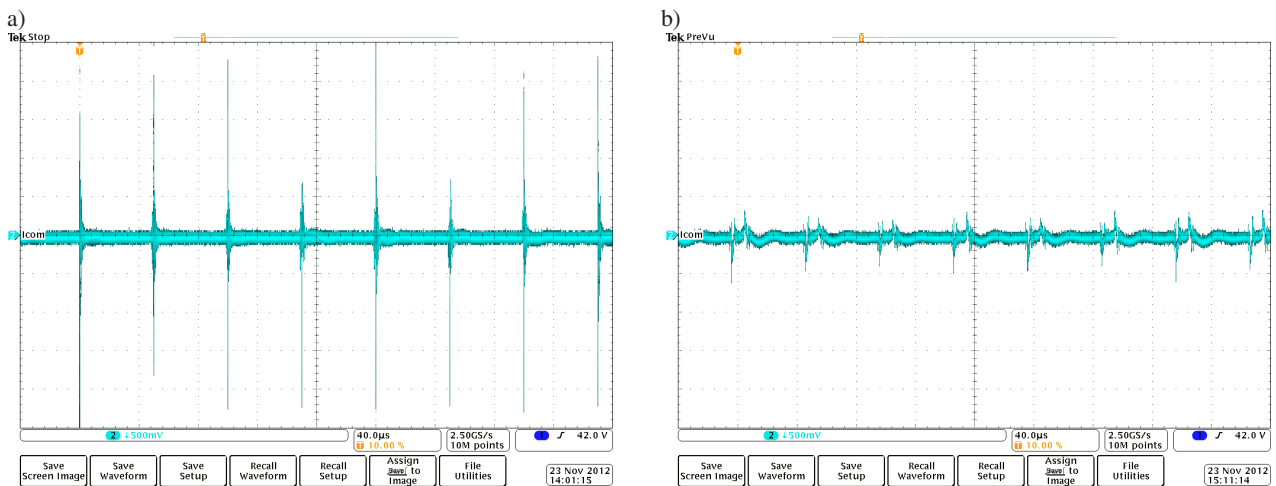 a)
Tek Stop
T
T
2 Icom
2 ↓500mV
40.0µs
T 10.00 %
2.50GS/s
10M points
1 ∫ 42.0 V
Save Screen Image
Save Waveform
Save Setup
Recall Waveform
Recall Setup
Assign Save to Image
File Utilities
23 Nov 2012
14:01:15
b)
Tek PreVu
T
T
2 Icom
2 ↓500mV
40.0µs
T 10.00 %
2.50GS/s
10M points
1 ∫ 42.0 V
Save Screen Image
Save Waveform
Save Setup
Recall Waveform
Recall Setup
Assign Save to Image
File Utilities
23 Nov 2012
15:11:14